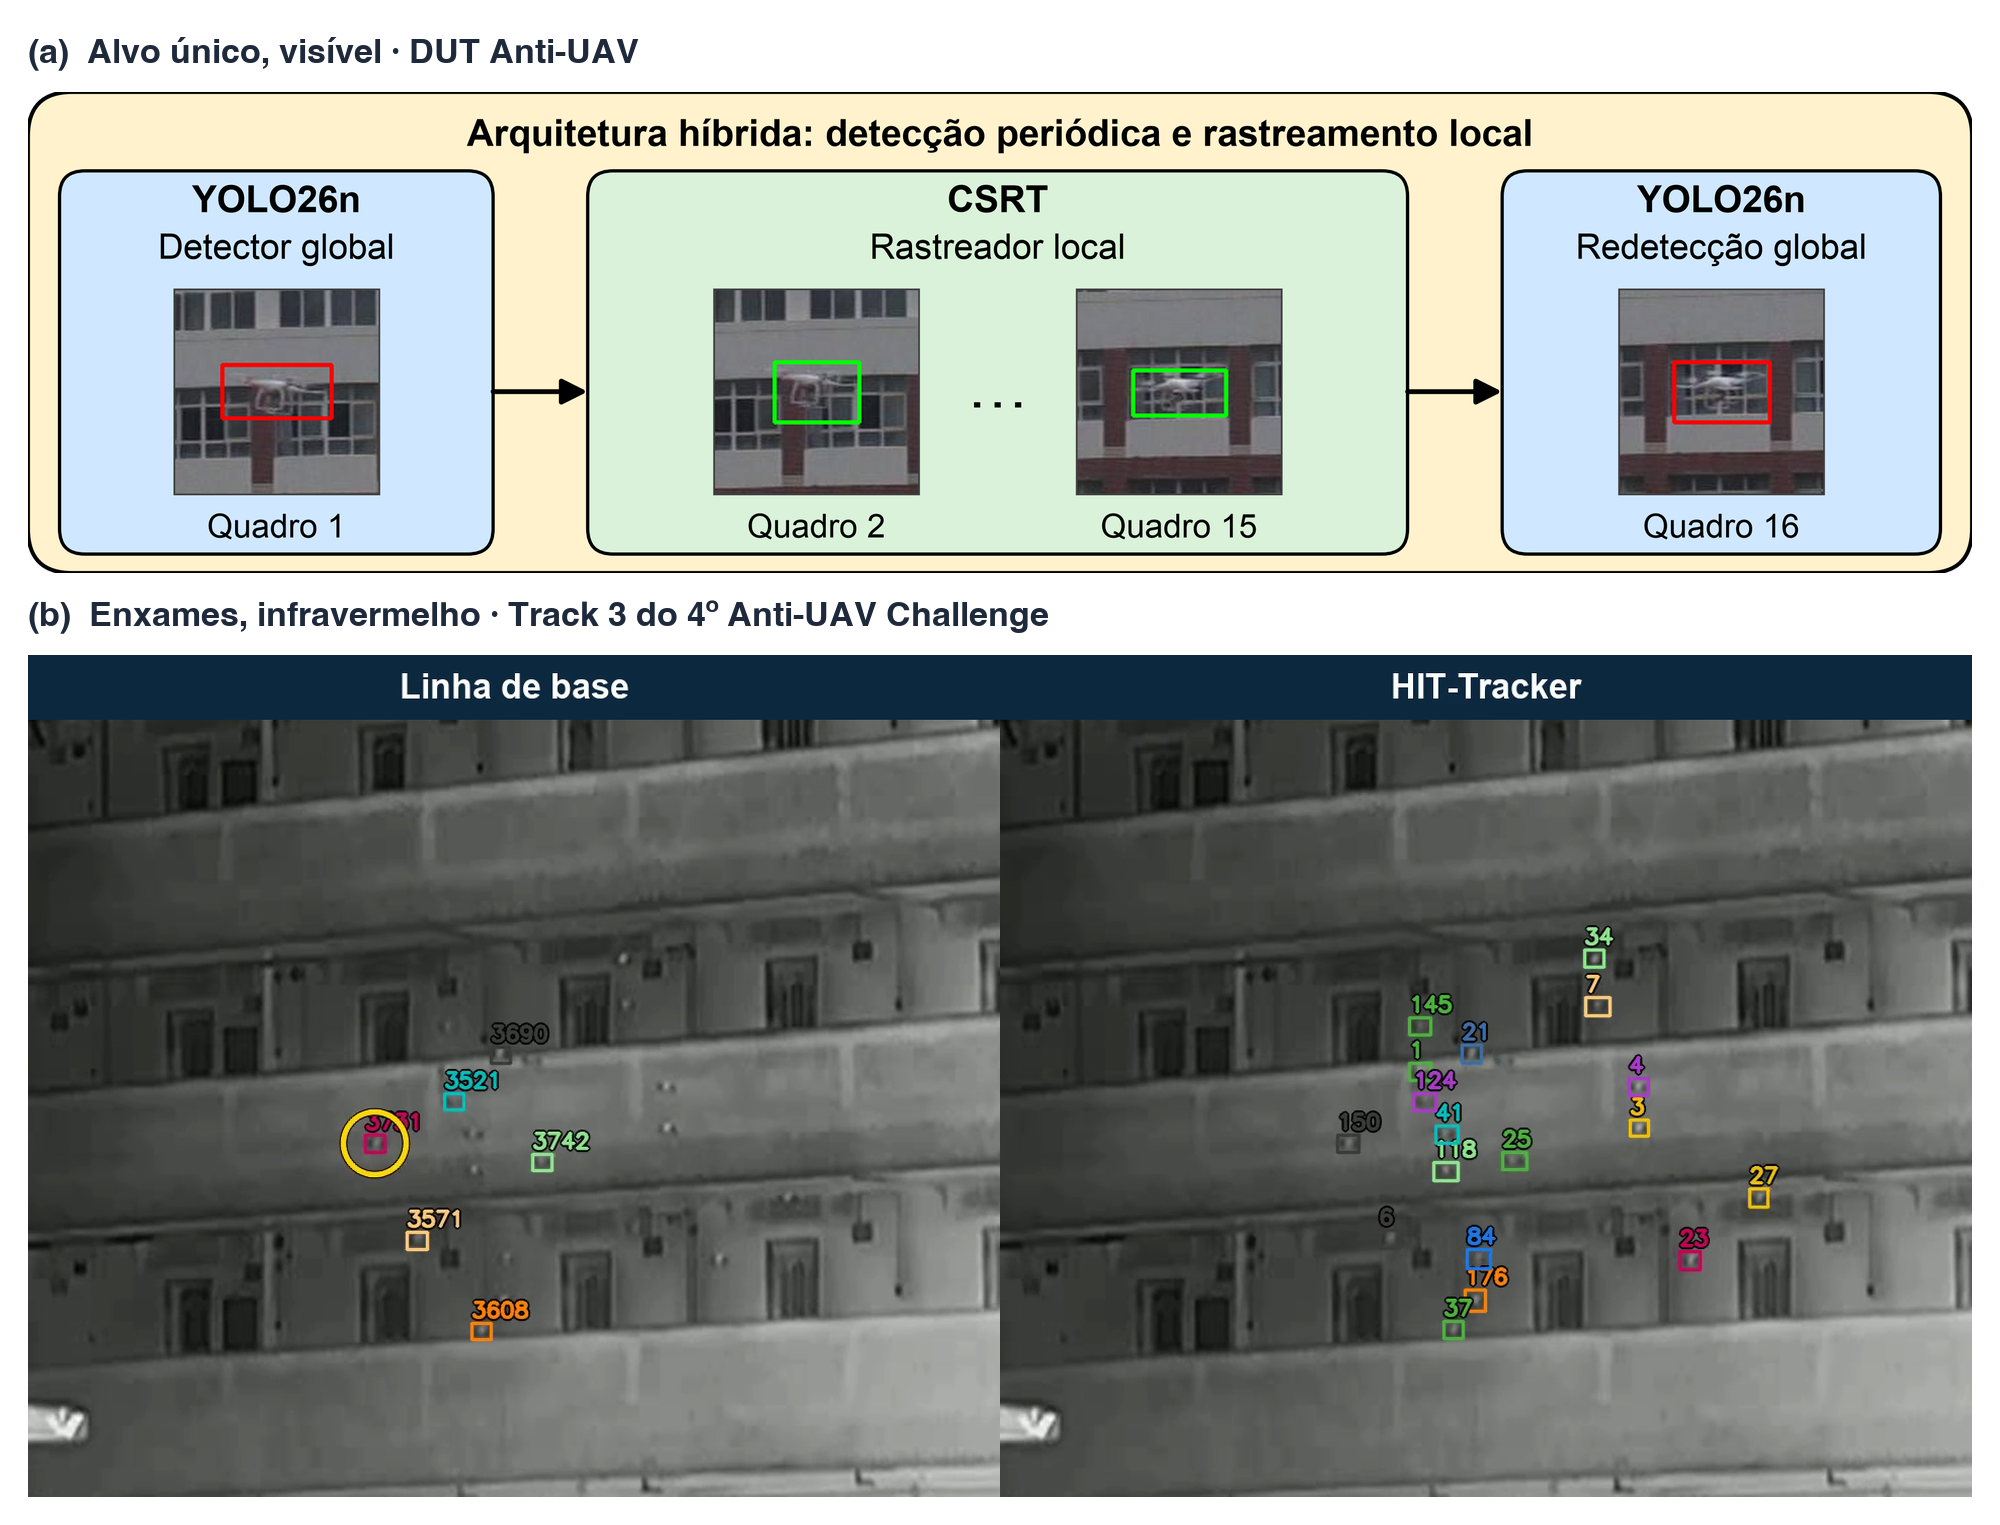 (a) Alvo único, visível · DUT Anti-UAV
Arquitetura híbrida: detecção periódica e rastreamento local
YOLO26n
Detector global
Quadro 1
CSRT
Rastreador local
...
Quadro 2
Quadro 15
YOLO26n
Redetecção global
Quadro 16
(b) Enxames, infravermelho · Track 3 do 4º Anti-UAV Challenge
Linha de base
3690
3521
3742
3571
3608
HIT-Tracker
34
7
145
21
1
4
124
3
41
150
118
25
27
6
84
23
176
37